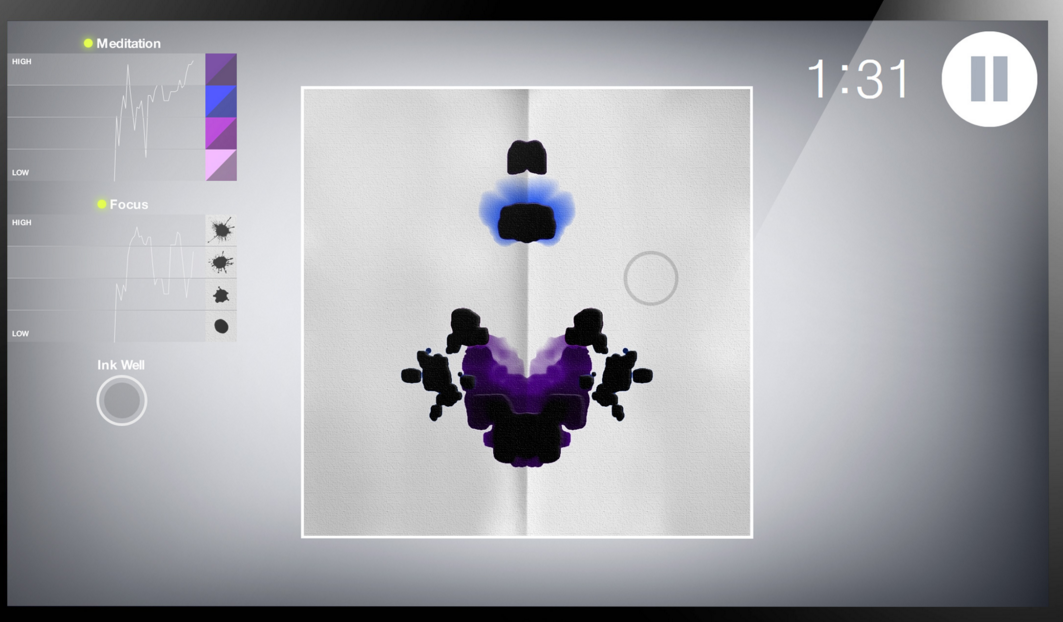 Meditation
HIGH
LOW
Focus
HIGH
LOW
Ink Well
1:31